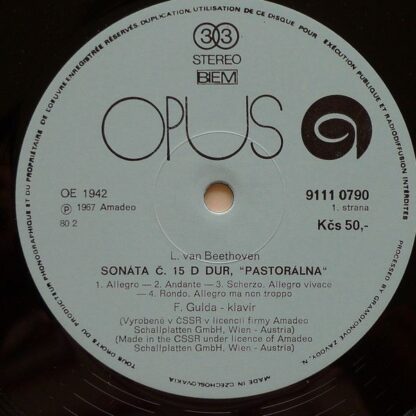 TOUS DROITS DU PRODUCTEUR PHONOGRAPHIQUE ET DU PROPRIETAIRE DE L'OEUVRE ENREGISTREE RESERVES. DUPLICATION, UTILISATION DE CE DISQUE POUR EXECUTION PUBLIQUE ET RADIODIFFUSION INTERDITES
33
STEREO
BIEM
OPUS
OE 1942
9111 0790
Ⓟ 1967 Amadeo
1. strana
80 2
Kčs 50,-
L. van Beethoven
SONÁTA Č. 15 D DUR, "PASTORÁLNA"
1. Allegro — 2. Andante — 3. Scherzo. Allegro vivace
— 4. Rondo. Allegro ma non troppo
F. Gulda - klavír
(Vyrobené v ČSSR v licencii firmy Amadeo
Schallplatten GmbH, Wien - Austria)
(Made in the CSSR under licence of Amadeo
Schallplatten GmbH, Wien - Austria)
MADE IN CZECHOSLOVAKIA
PROCESSED BY GRAMOFONOVÉ ZÁVODY, N.